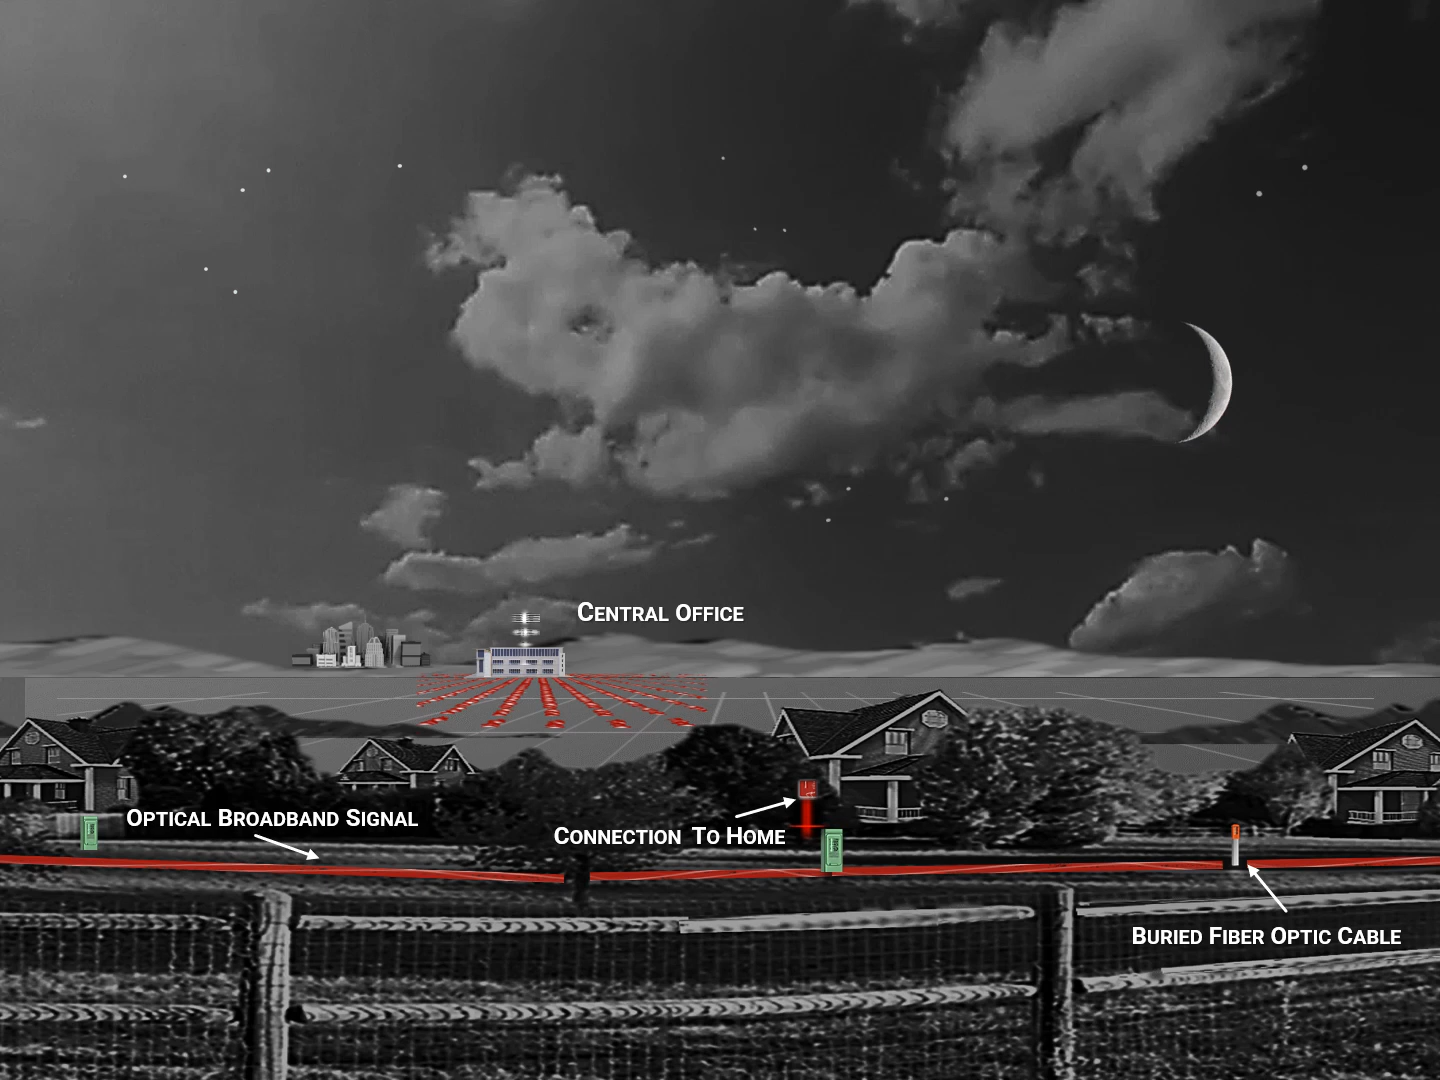 Central Office
Optical Broadband Signal
Connection To Home
Buried Fiber Optic Cable